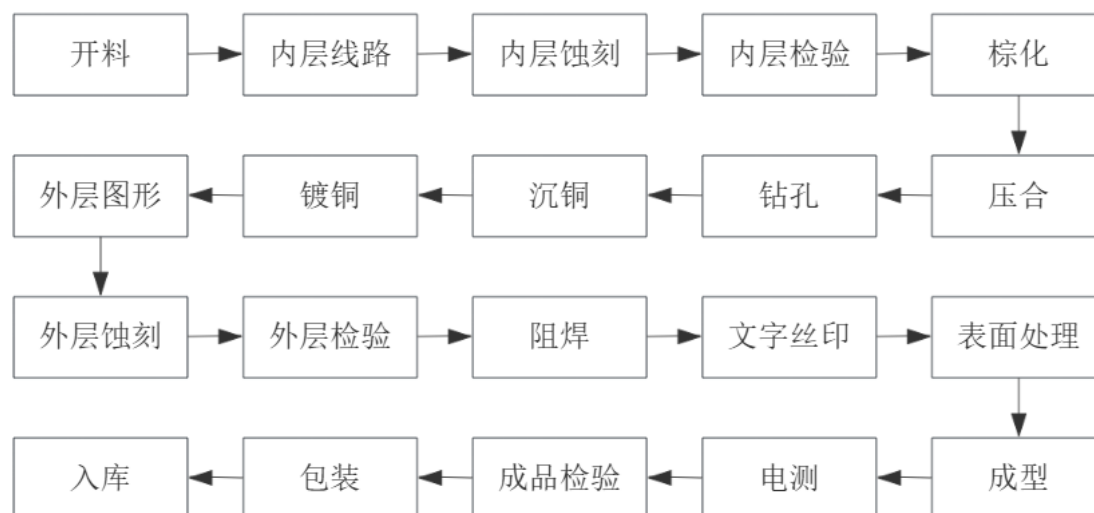 开料 内层线路 内层蚀刻 内层检验 棕化
外层图形 镀铜 沉铜 钻孔 压合
外层蚀刻 外层检验 阻焊 文字丝印 表面处理
入库 包装 成品检验 电测 成型